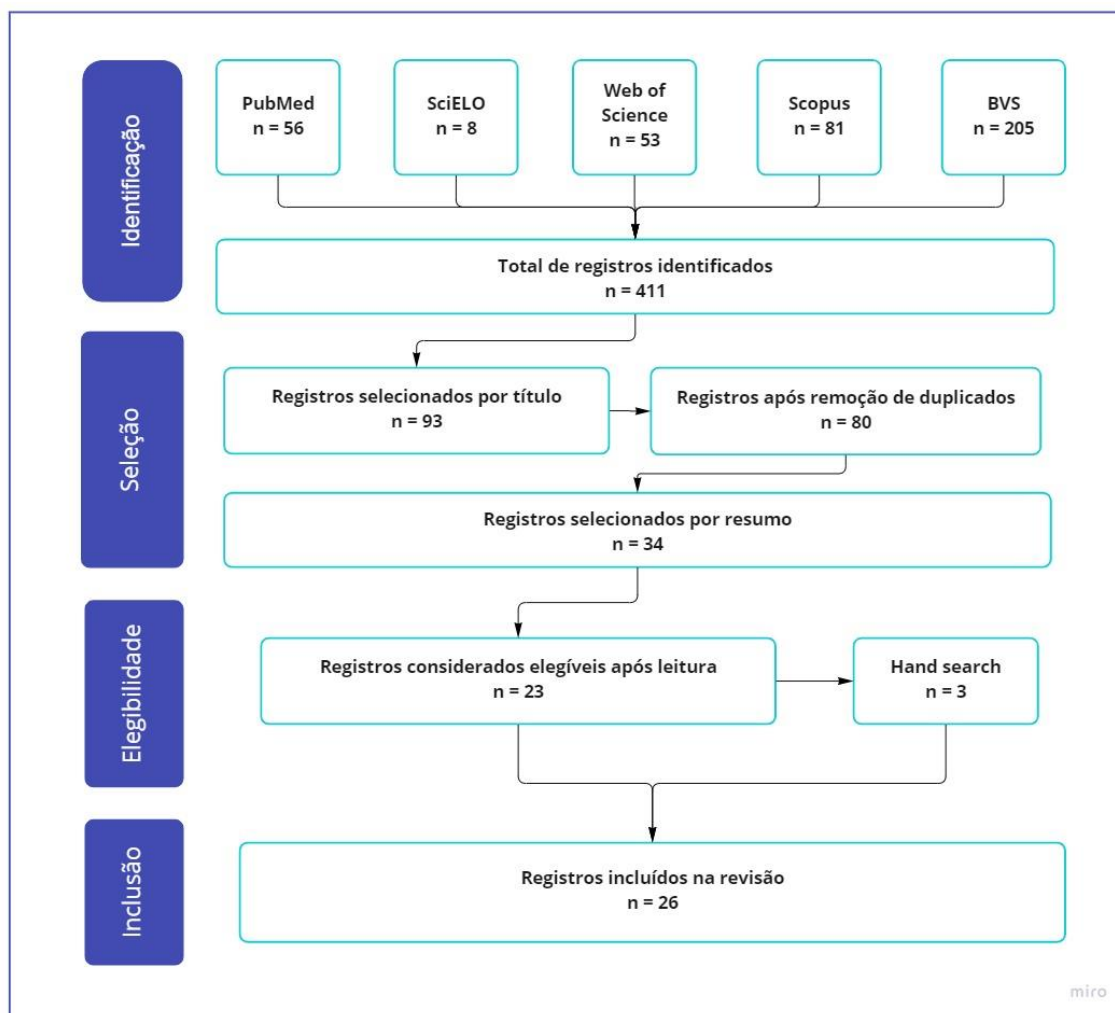 Identificação
PubMed
n = 56
SciELO
n = 8
Web of
Science
n = 53
Scopus
n = 81
BVS
n = 205
Total de registros identificados
n = 411
Seleção
Registros selecionados por título
n = 93
Registros após remoção de duplicados
n = 80
Registros selecionados por resumo
n = 34
Elegibilidade
Registros considerados elegíveis após leitura
n = 23
Hand search
n = 3
Inclusão
Registros incluídos na revisão
n = 26
miro